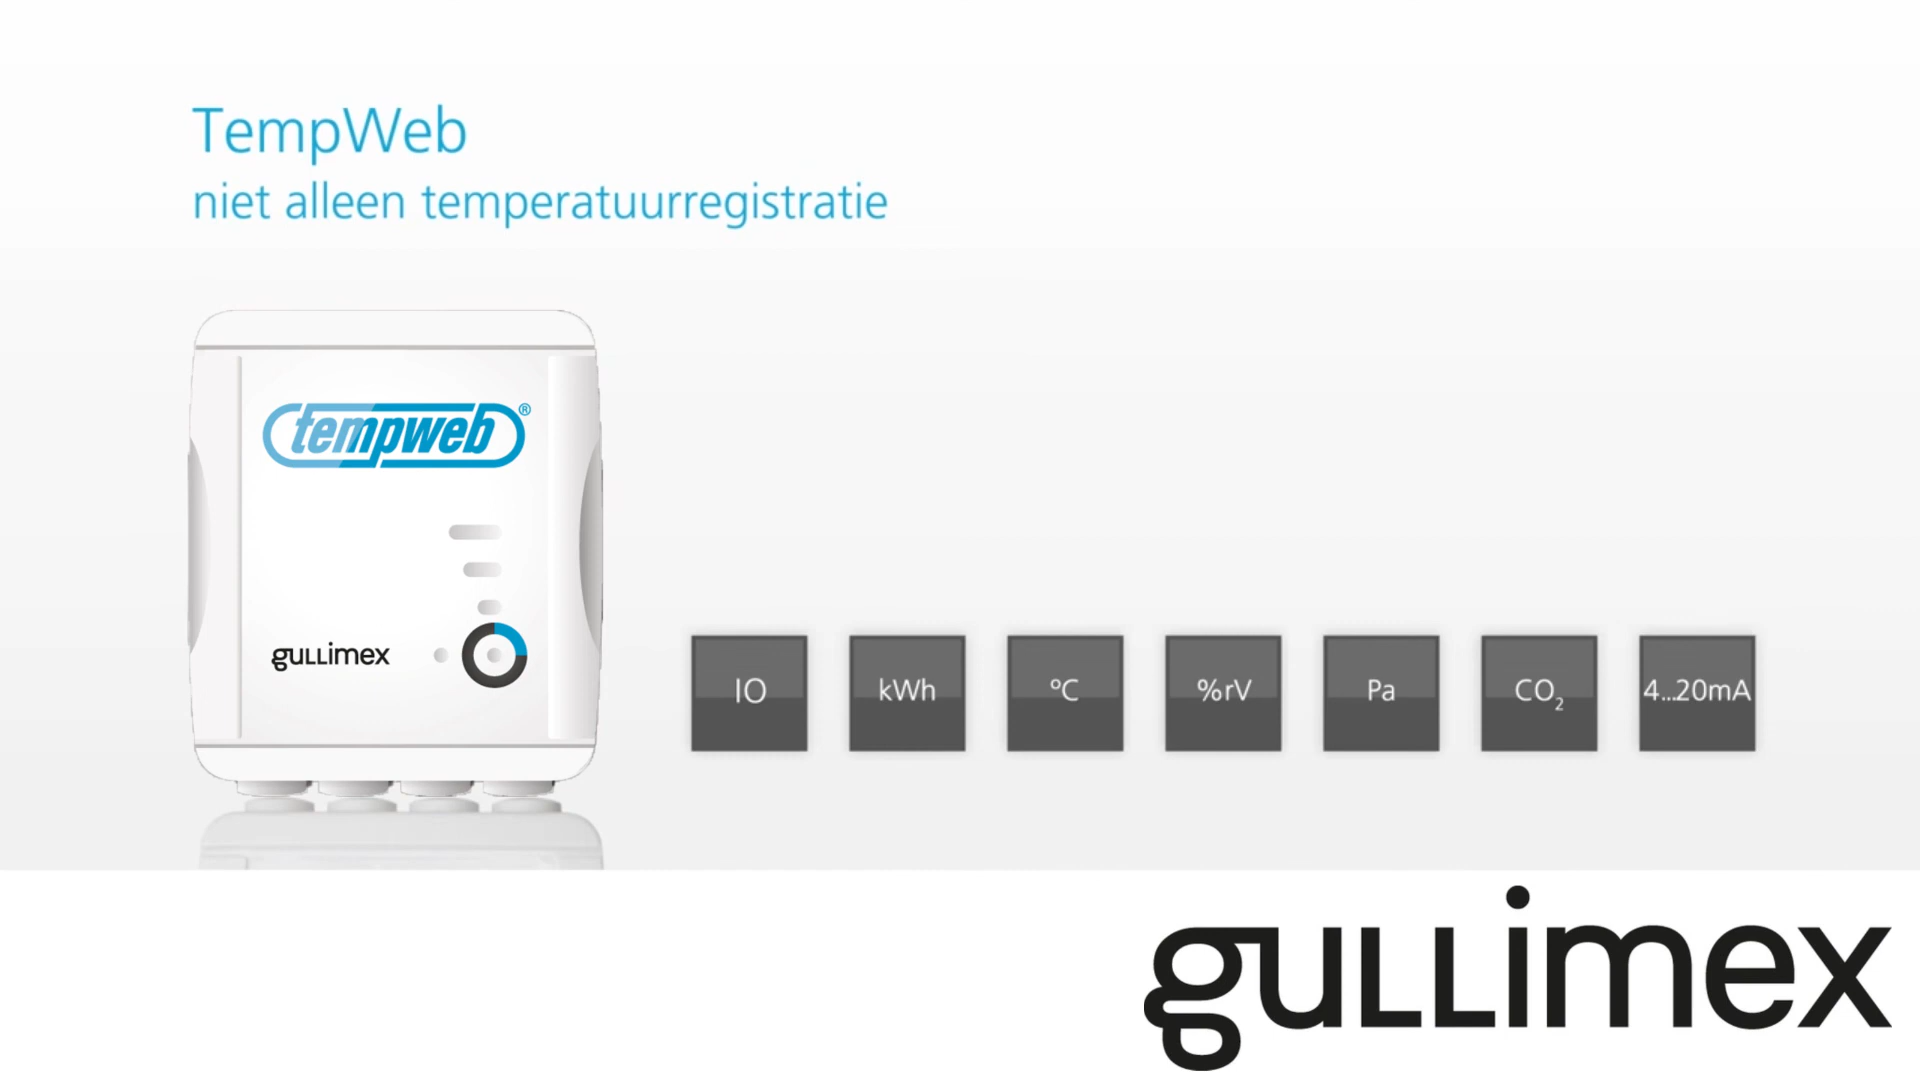 TempWeb
niet alleen temperatuurregistratie
tempweb®
gullimex
IO
kWh
°C
%rV
Pa
CO₂
4...20mA
gullimex